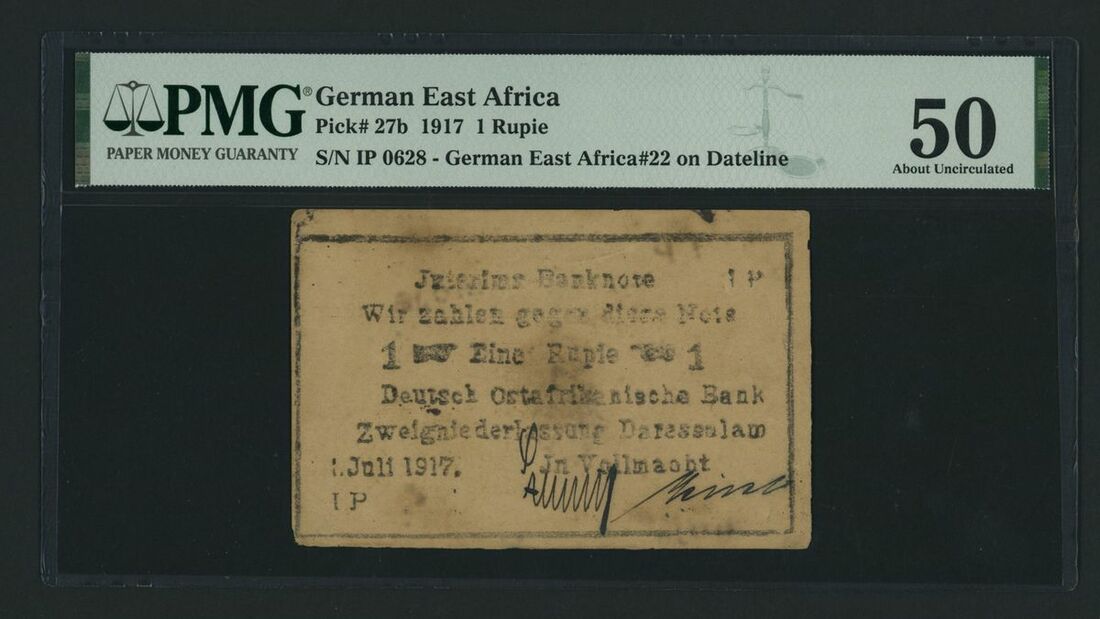 PMG®
PAPER MONEY GUARANTY
German East Africa
Pick# 27b 1917 1 Rupie
S/N IP 0628 - German East Africa#22 on Dateline
50
About Uncirculated
Interims Banknote 1 P
Wir zahlen gegen diese Note
1 Eine Rupie 1
Deutsch Ostafrikanische Bank
Zweigniederlassung Daressalam
1. Juli 1917. In Vollmacht
I P